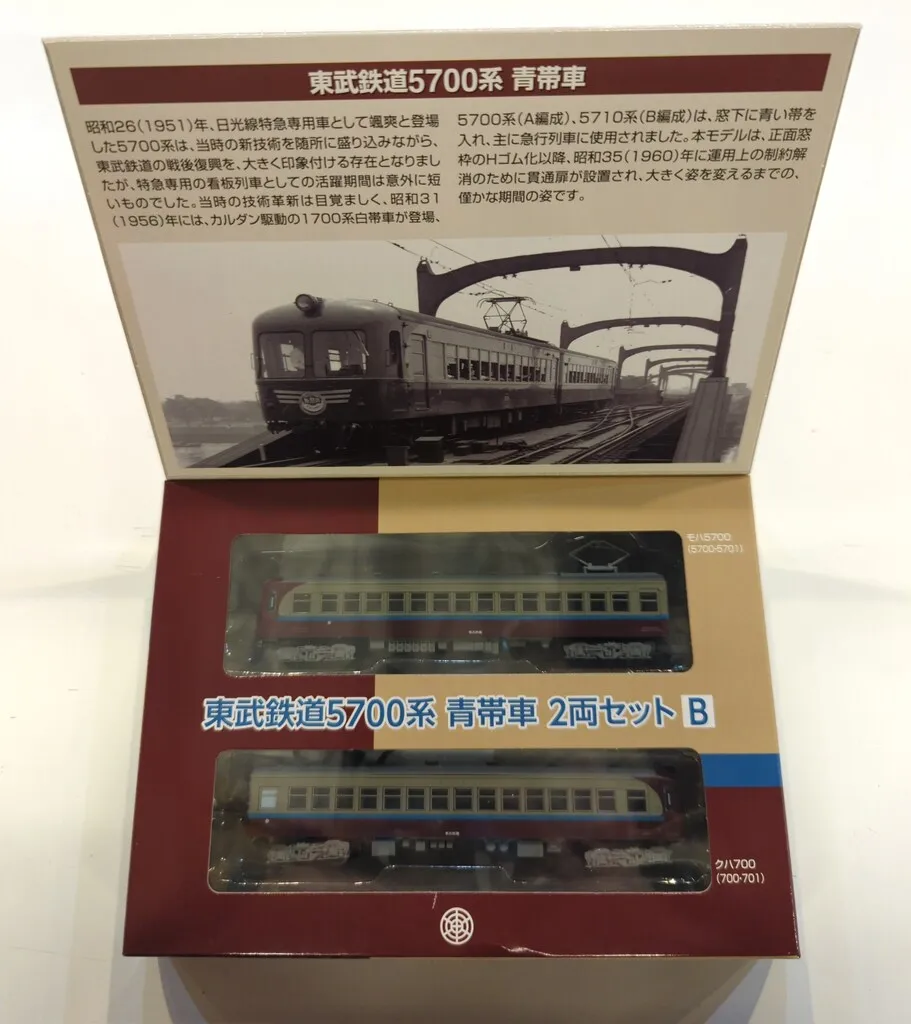 東武鉄道5700系 青帯車
昭和26(1951)年、日光線特急専用車として颯爽と登場
した5700系は、当時の新技術を随所に盛り込みながら、
東武鉄道の戦後復興を、大きく印象付ける存在となりまし
たが、特急専用の看板列車としての活躍期間は意外に短
いものでした。当時の技術革新は目覚ましく、昭和31
(1956)年には、カルダン駆動の1700系白帯車が登場、
5700系(A編成)、5710系(B編成)は、窓下に青い帯を
入れ、主に急行列車に使用されました。本モデルは、正面窓
枠のHゴム化以降、昭和35(1960)年に運用上の制約解
消のために貫通扉が設置され、大きく姿を変えるまでの、
僅かな期間の姿です。
モハ5700
(5700・5701)
東武鉄道5700系 青帯車 2両セット B
クハ700
(700・701)